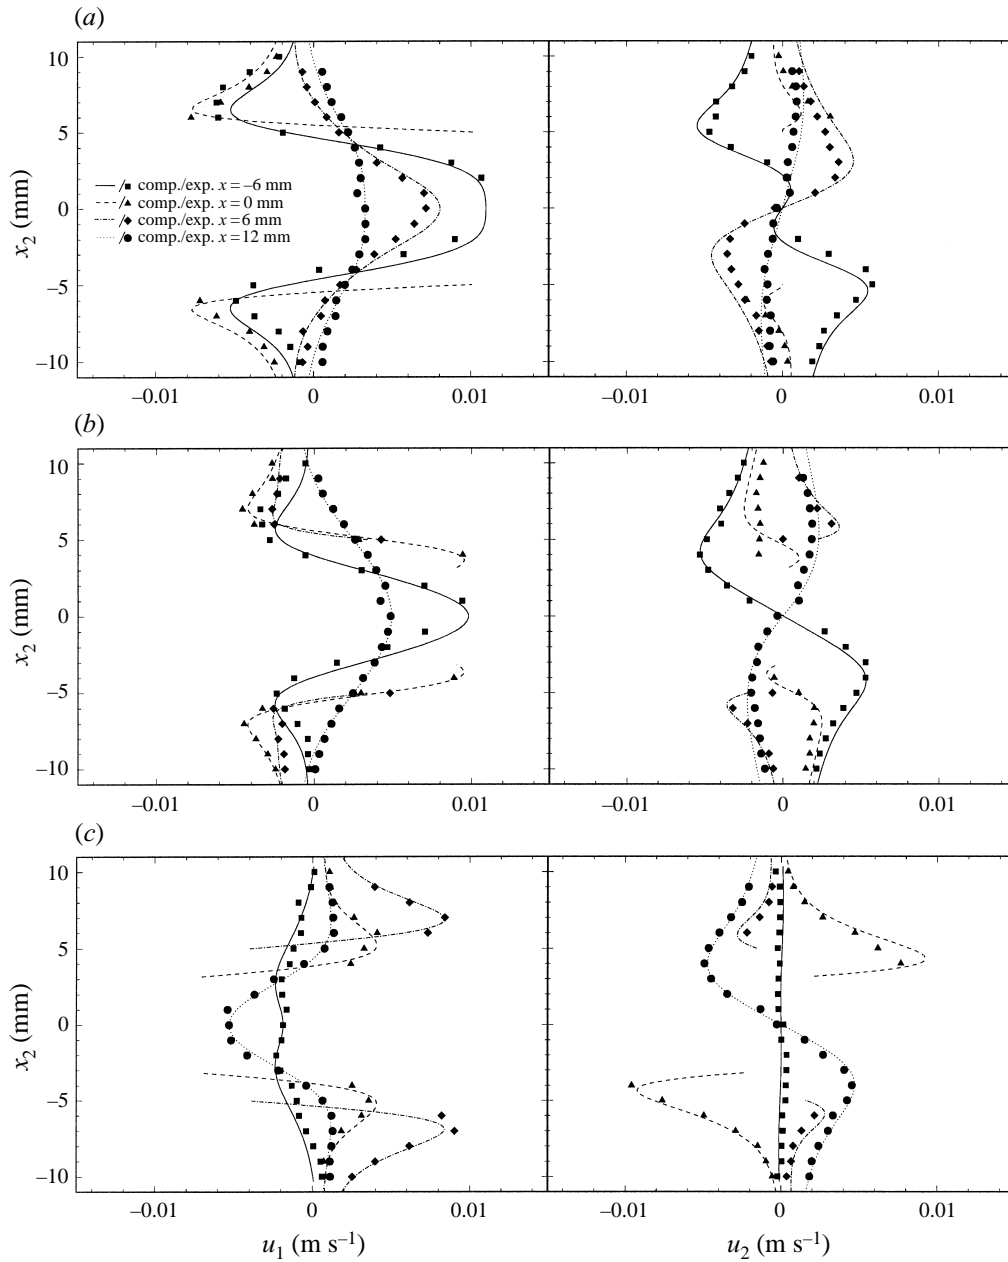 (a)
10
5
0
−5
−10
x₂ (mm)
comp./exp. x = −6 mm
comp./exp. x = 0 mm
comp./exp. x = 6 mm
comp./exp. x = 12 mm
−0.01 0 0.01 −0.01 0 0.01
(b)
10
5
0
−5
−10
x₂ (mm)
−0.01 0 0.01 −0.01 0 0.01
(c)
10
5
0
−5
−10
x₂ (mm)
−0.01 0 0.01 −0.01 0 0.01
u₁ (m s⁻¹) u₂ (m s⁻¹)